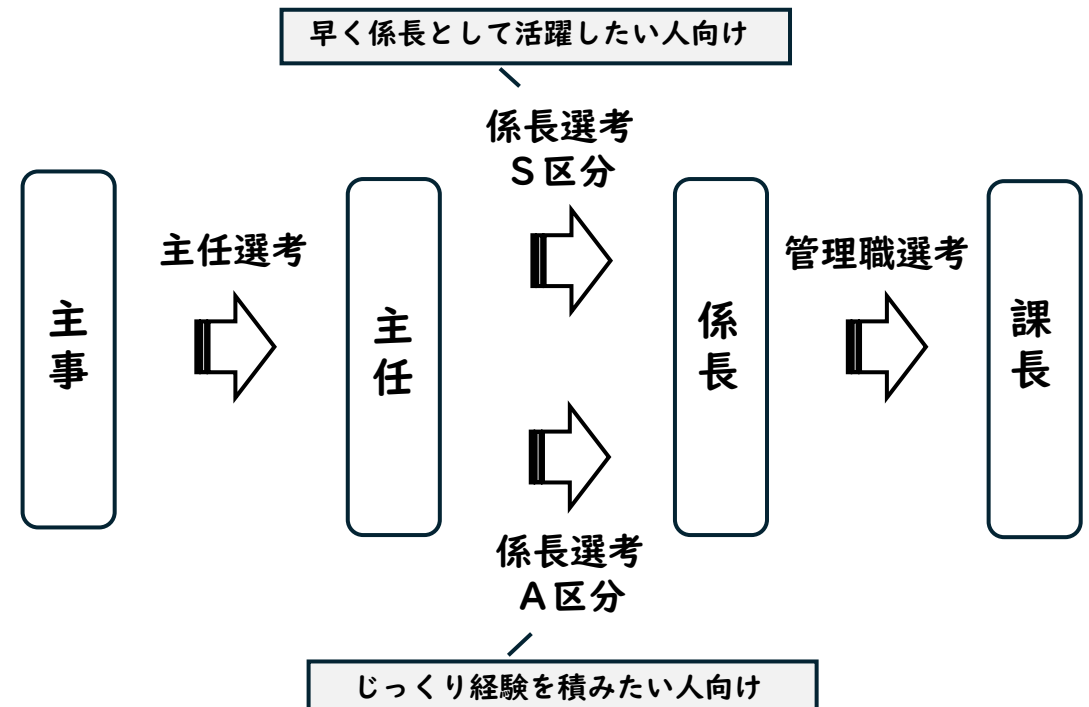 早く係長として活躍したい人向け
係長選考
S区分
主事
主任選考
主任
係長
管理職選考
課長
係長選考
A区分
じっくり経験を積みたい人向け